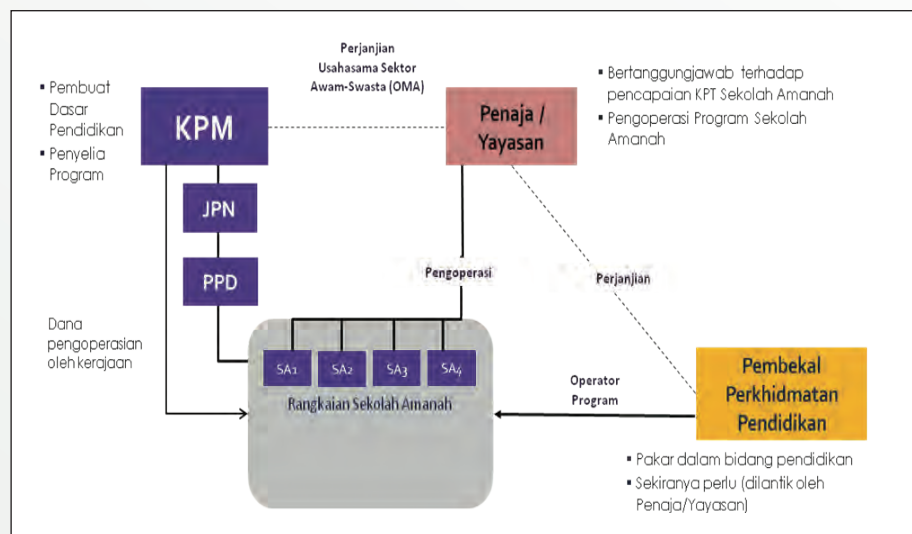 Perjanjian
Usahasama Sektor
Awam-Swasta (OMA)
▪ Pembuat
Dasar
Pendidikan
▪ Penyelia
Program
KPM
Penaja /
Yayasan
▪ Bertanggungjawab terhadap
pencapaian KPT Sekolah Amanah
▪ Pengoperasi Program Sekolah
Amanah
JPN
PPD
Pengoperasi
Perjanjian
Dana
pengoperasian
oleh kerajaan
SA1
SA2
SA3
SA4
Rangkaian Sekolah Amanah
Operator
Program
Pembekal
Perkhidmatan
Pendidikan
▪ Pakar dalam bidang pendidikan
▪ Sekiranya perlu (dilantik oleh
Penaja/Yayasan)